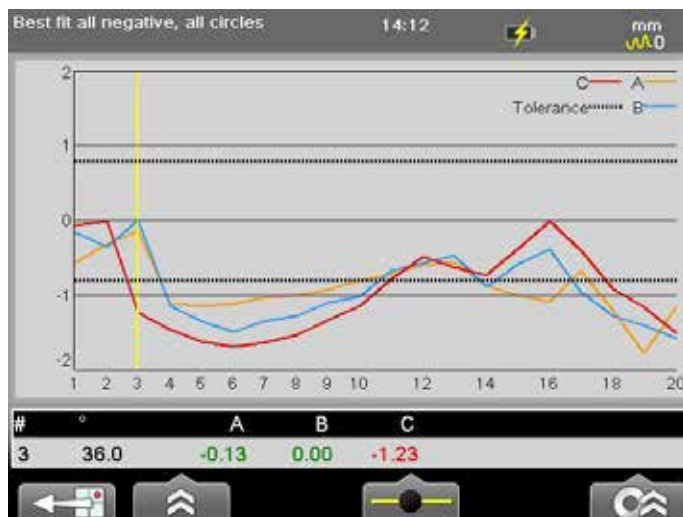 Best fit all negative, all circles 14:12 mm
0
2
C A
Tolerance B
1
0
-1
-2
1 2 3 4 5 6 7 8 9 10 12 14 16 18 20
# ° A B C
3 36.0 -0.13 0.00 -1.23